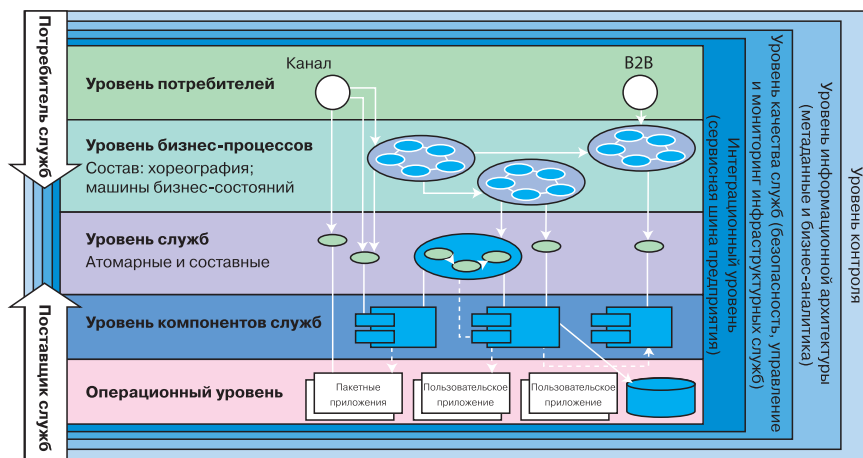 Потребитель служб
Поставщик служб
Канал
B2B
Уровень потребителей
Уровень бизнес-процессов
Состав: хореография;
машины бизнес-состояний
Уровень служб
Атомарные и составные
Уровень компонентов служб
Операционный уровень
Пакетные
приложения
Пользовательское
приложение
Пользовательское
приложение
Интеграционный уровень
(сервисная шина предприятия)
Уровень качества служб (безопасность, управление
и мониторинг инфраструктурных служб)
Уровень информационной архитектуры
(метаданные и бизнес-аналитика)
Уровень контроля